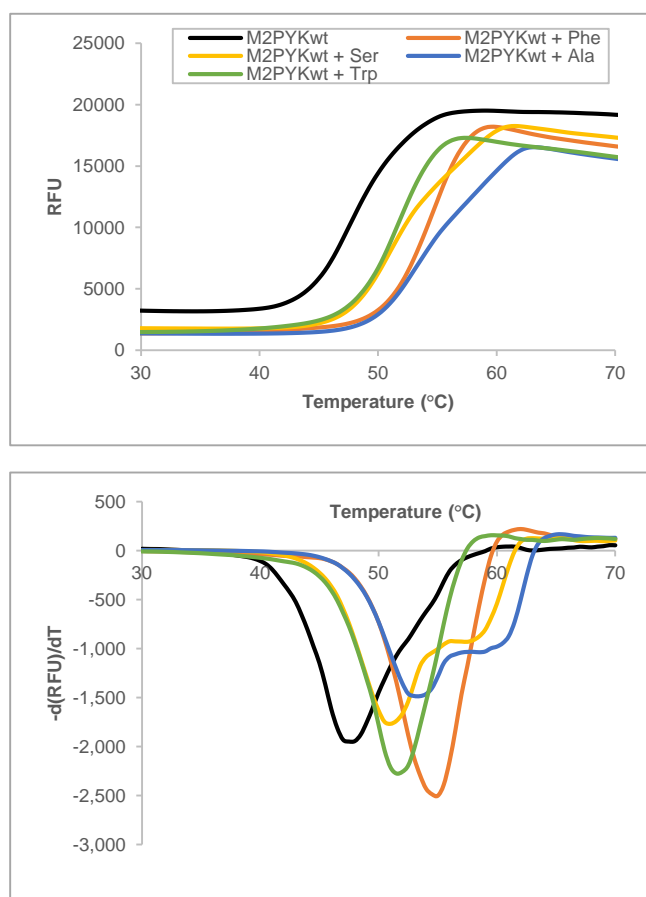 M2PYKwt M2PYKwt + Phe
M2PYKwt + Ser M2PYKwt + Ala
M2PYKwt + Trp
25000
20000
15000
10000
5000
0
RFU
30 40 50 60 70
Temperature (°C)
Temperature (°C)
500
0
-500
-1,000
-1,500
-2,000
-2,500
-3,000
-d(RFU)/dT
30 40 50 60 70